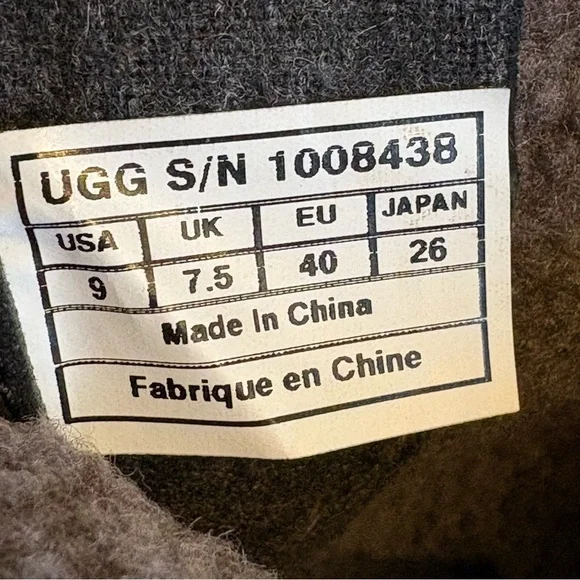 UGG S/N 1008438
USA UK EU JAPAN
9 7.5 40 26
Made In China
Fabrique en Chine